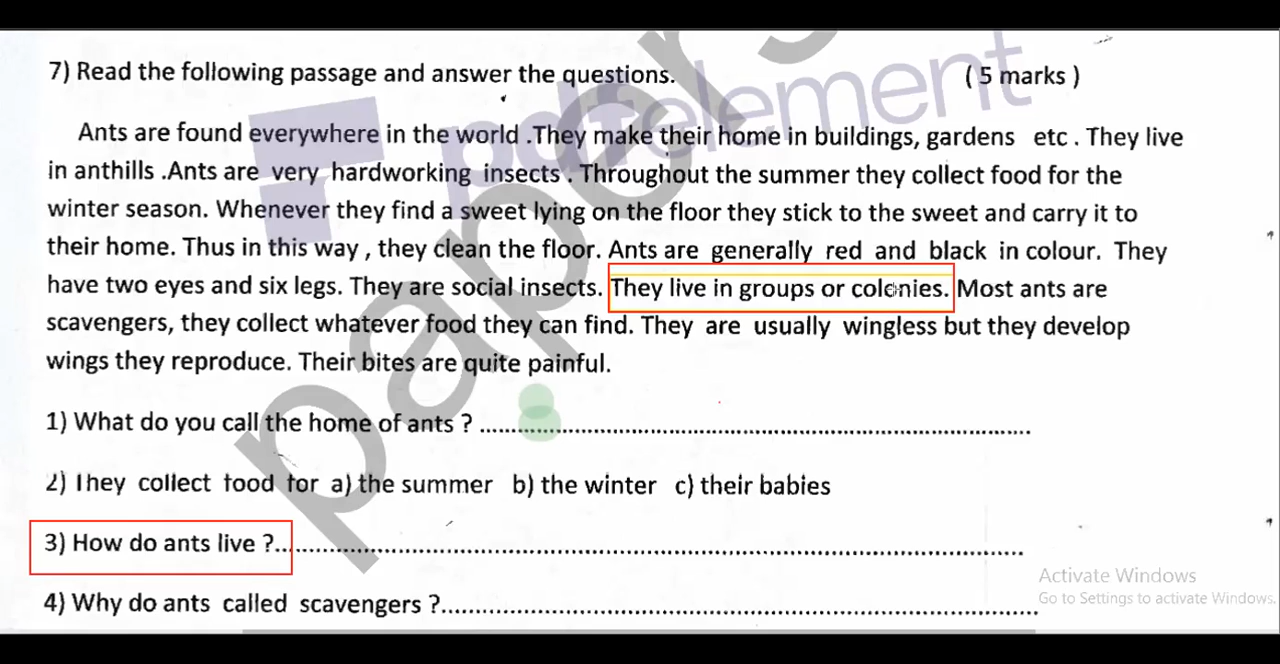 7) Read the following passage and answer the questions. ( 5 marks )
Ants are found everywhere in the world .They make their home in buildings, gardens etc . They live
in anthills .Ants are very hardworking insects . Throughout the summer they collect food for the
winter season. Whenever they find a sweet lying on the floor they stick to the sweet and carry it to
their home. Thus in this way , they clean the floor. Ants are generally red and black in colour. They
have two eyes and six legs. They are social insects. They live in groups or colonies. Most ants are
scavengers, they collect whatever food they can find. They are usually wingless but they develop
wings they reproduce. Their bites are quite painful.
1) What do you call the home of ants ? ...............................................................
2) They collect food for a) the summer b) the winter c) their babies
3) How do ants live ?...............................................................
4) Why do ants called scavengers ?...............................................................
pdfelement
papers
Activate Windows
Go to Settings to activate Windows.